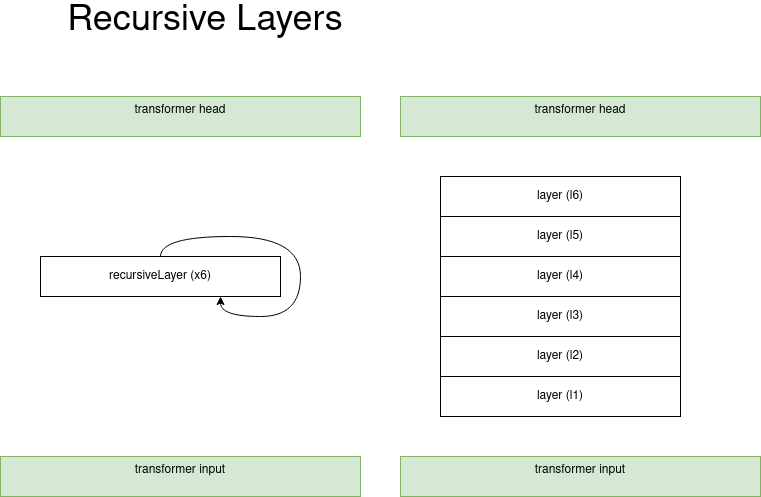 Recursive Layers
transformer head
transformer head
layer (l6)
layer (l5)
recursiveLayer (x6)
layer (l4)
layer (l3)
layer (l2)
layer (l1)
transformer input
transformer input